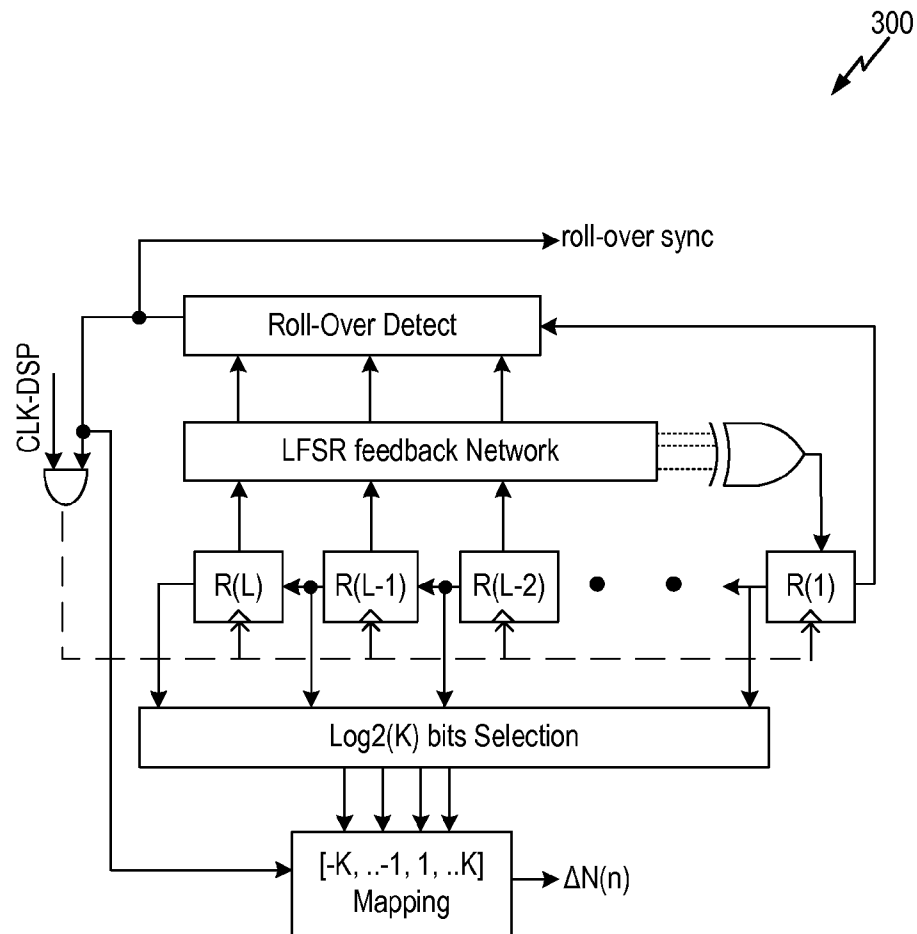 300
roll-over sync
Roll-Over Detect
CLK-DSP
LFSR feedback Network
R(L)
R(L-1)
R(L-2)
R(1)
Log2(K) bits Selection
[-K, ..-1, 1, ..K]
Mapping
ΔN(n)